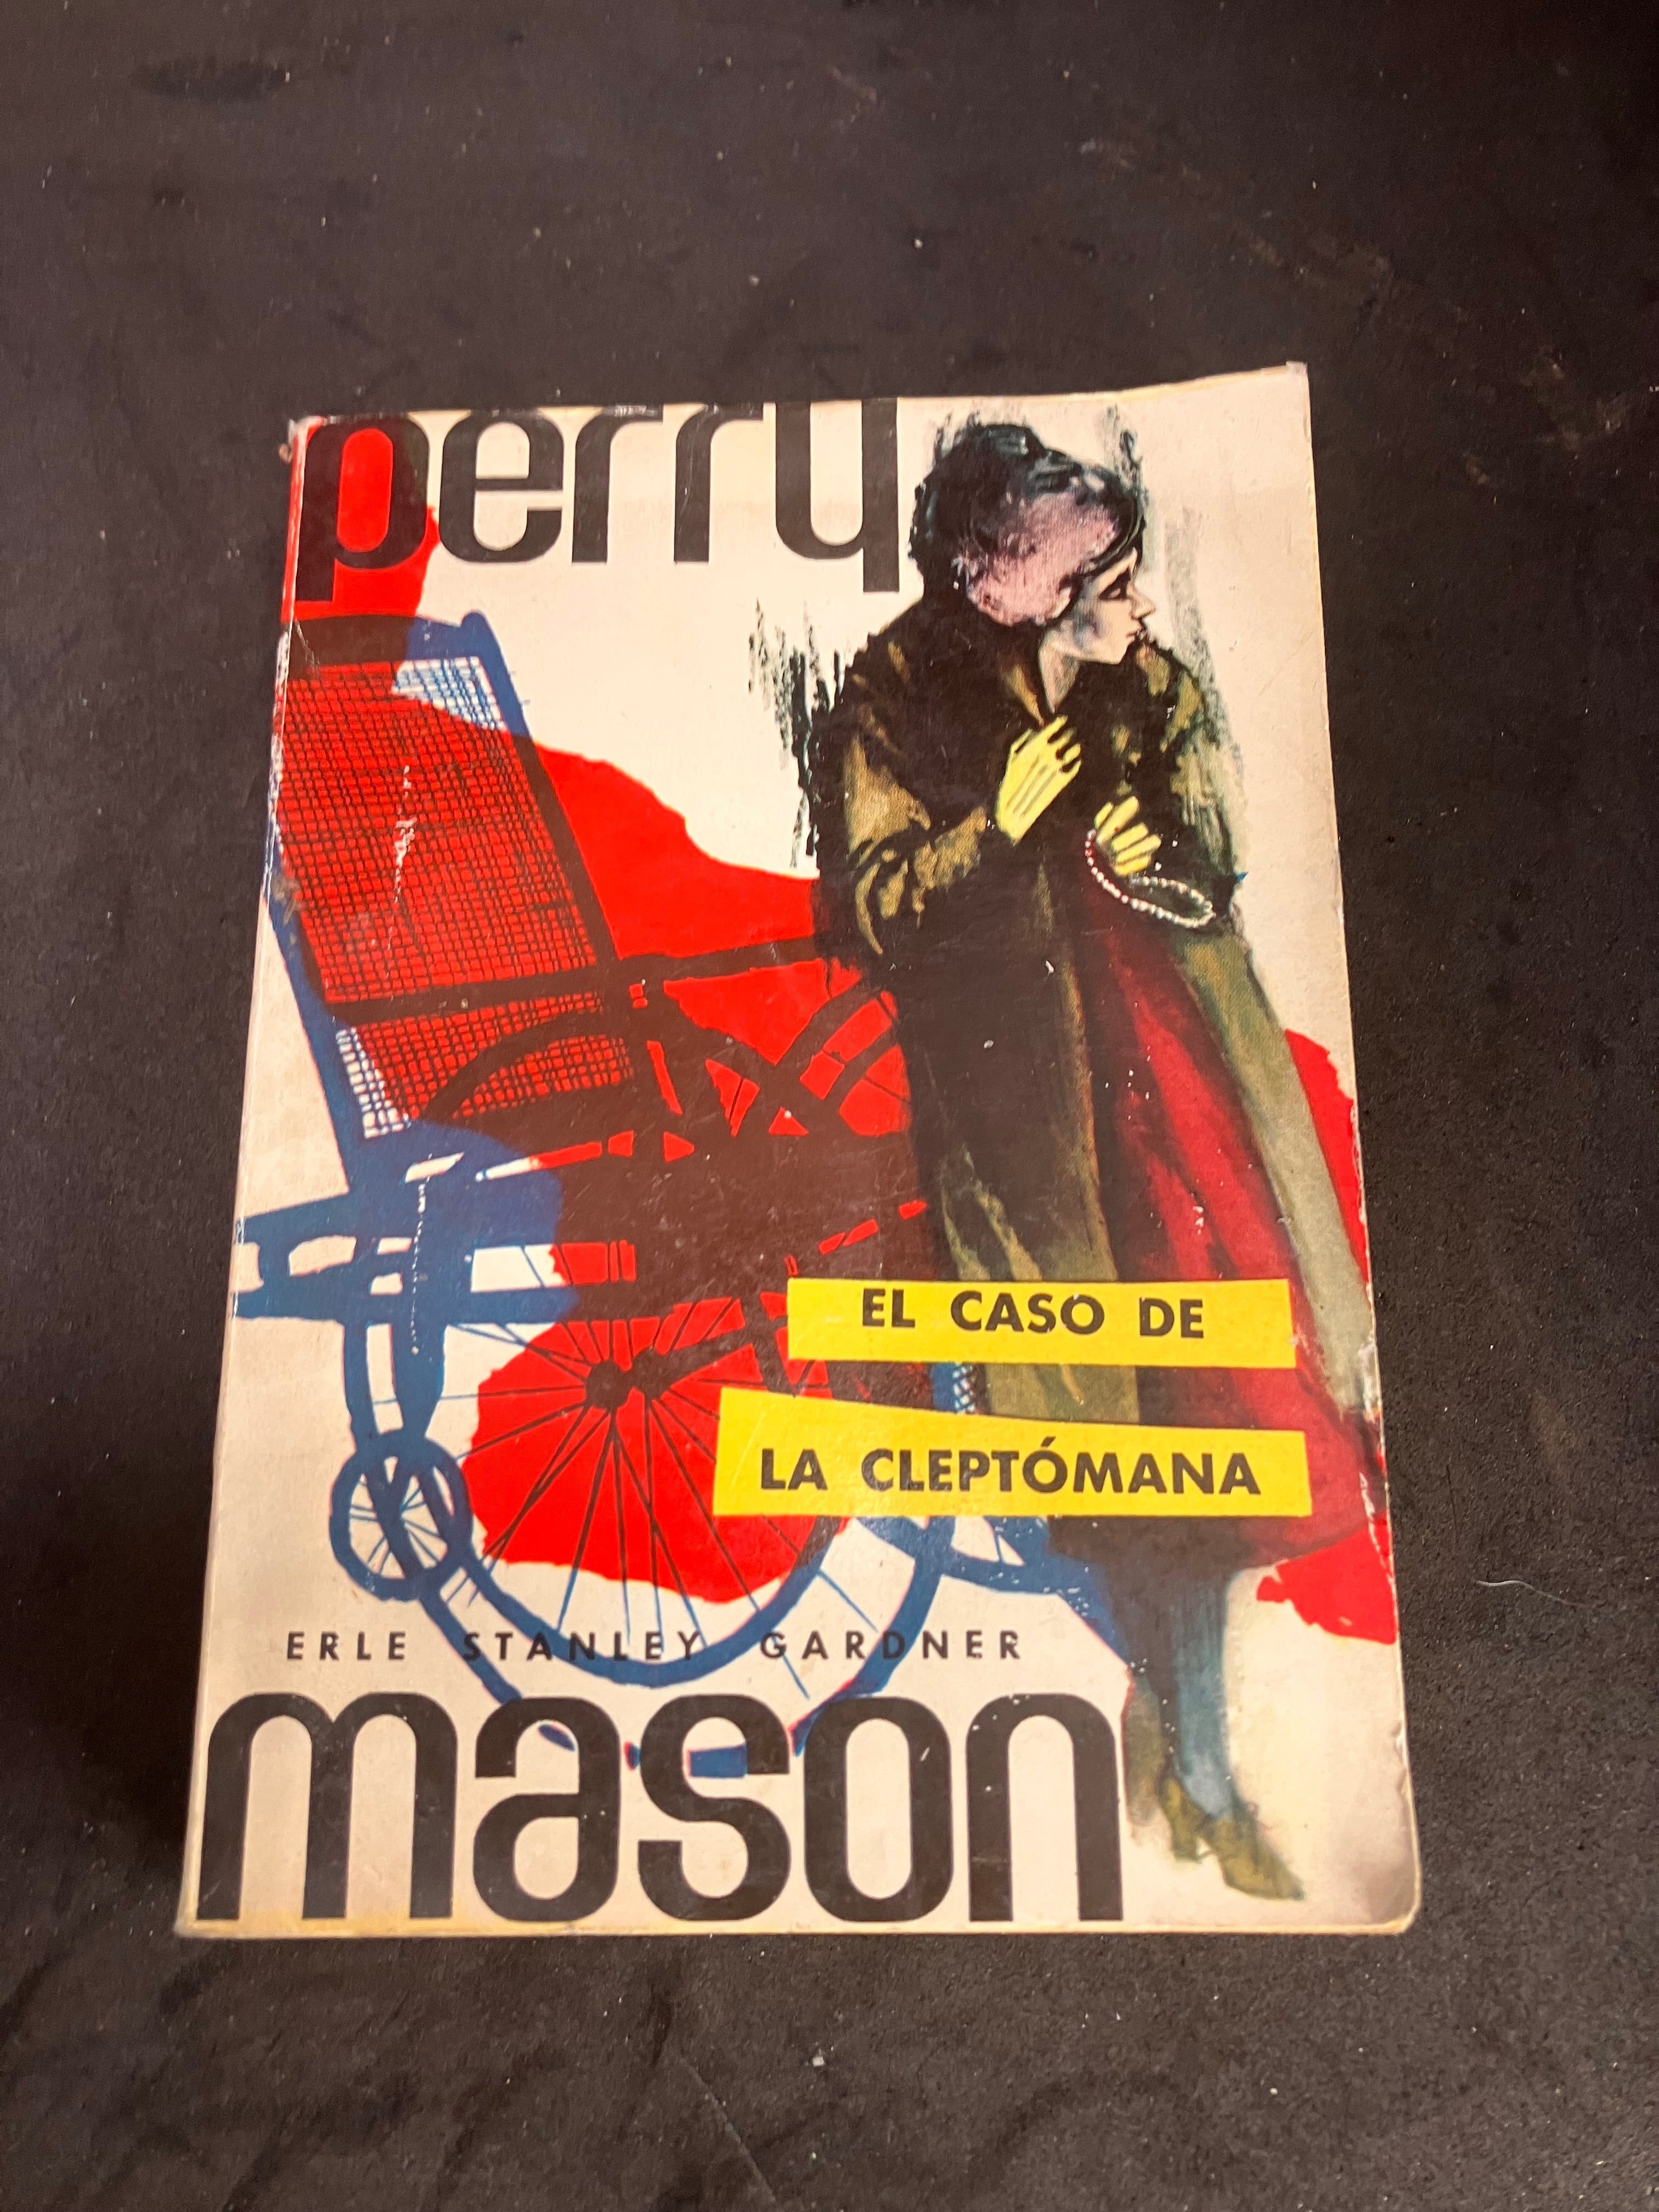 perry
EL CASO DE
LA CLEPTÓMANA
ERLE STANLEY GARDNER
mason